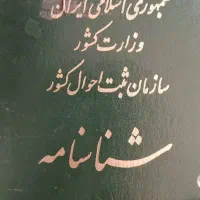 جمهوری اسلامی ایران
وزارت کشور
سازمان ثبت احوال کشور
شناسنامه